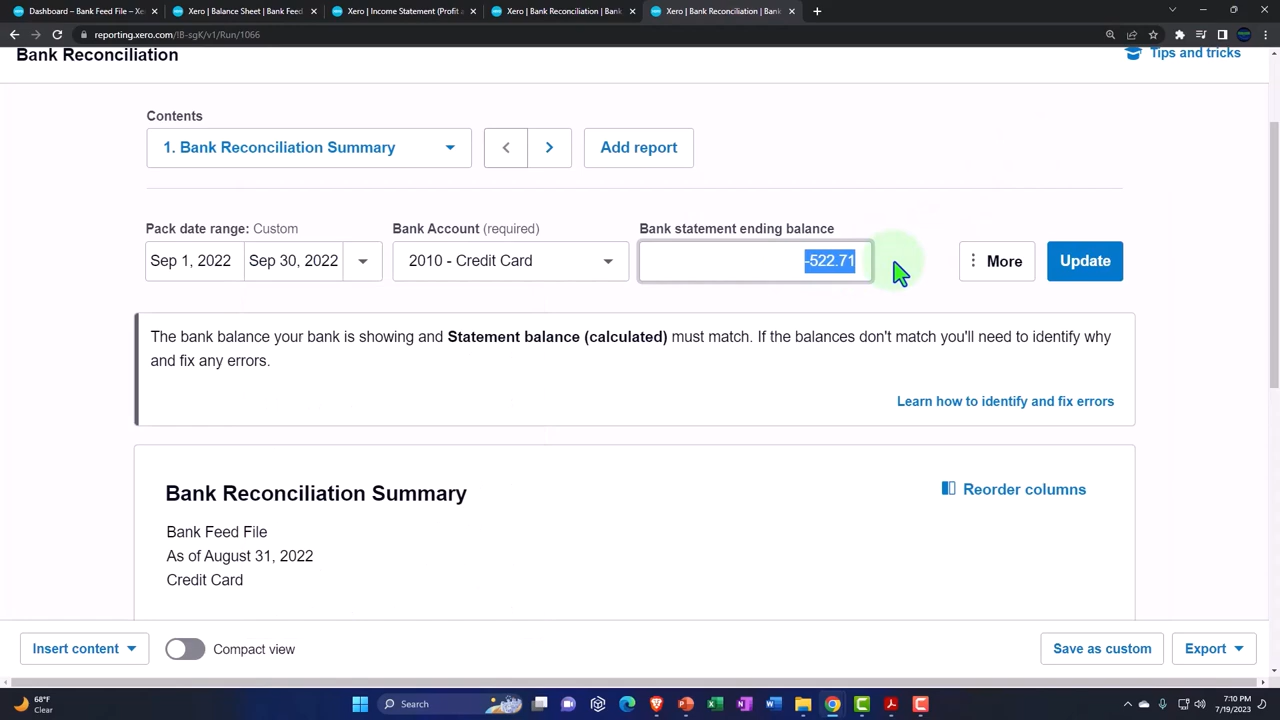 Dashboard – Bank Feed File – Xe
Xero | Balance Sheet | Bank Feed
Xero | Income Statement (Profit a
Xero | Bank Reconciliation | Bank
Xero | Bank Reconciliation | Bank
reporting.xero.com/!B-sgK/v1/Run/1066
Bank Reconciliation
Tips and tricks
Contents
1. Bank Reconciliation Summary
Add report
Pack date range: Custom
Bank Account (required)
Bank statement ending balance
Sep 1, 2022
Sep 30, 2022
2010 - Credit Card
-522.71
More
Update
The bank balance your bank is showing and Statement balance (calculated) must match. If the balances don't match you'll need to identify why
and fix any errors.
Learn how to identify and fix errors
Bank Reconciliation Summary
Reorder columns
Bank Feed File
As of August 31, 2022
Credit Card
Insert content
Compact view
Save as custom
Export
68°F
Clear
Search
7:10 PM
7/19/2023